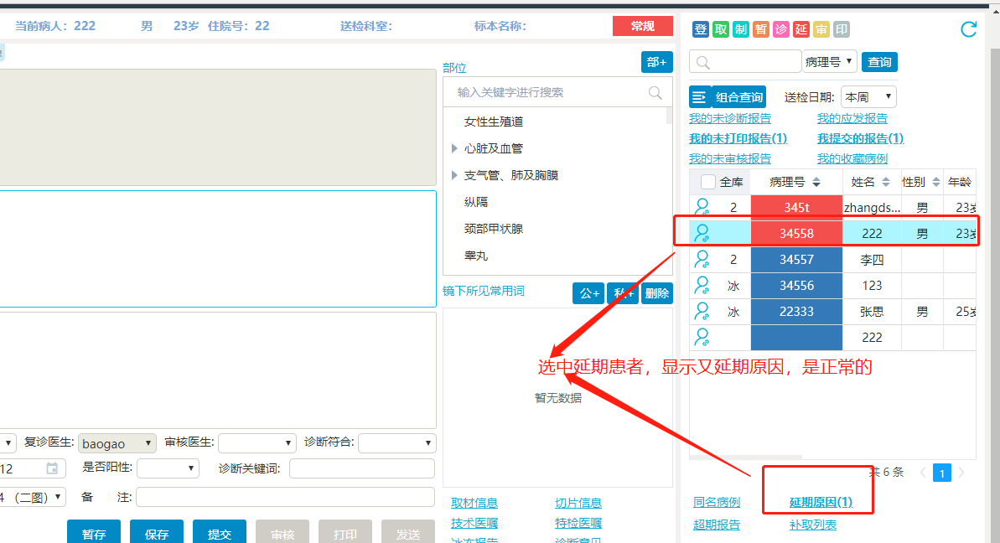 当前病人: 222 男 23岁 住院号: 22 送检科室: 标本名称: 常规
登 取 制 暂 诊 延 审 印
部位 部+
输入关键字进行搜索
女性生殖道
心脏及血管
支气管、肺及胸膜
纵隔
颈部甲状腺
睾丸
镜下所见常用词 公+ 私+ 删除
暂无数据
病理号 查询
组合查询 送检日期: 本周
我的未诊断报告 我的应发报告
我的未打印报告(1) 我提交的报告(1)
我的未审核报告 我的收藏病例
全库 病理号 姓名 性别 年龄
2 345t zhangds... 男 23岁
34558 222 男 23岁
2 34557 李四
冰 34556 123
冰 22333 张思 男 25岁
222
选中延期患者，显示又延期原因，是正常的
共 6 条 1
复诊医生: baogao 审核医生: 诊断符合:
12 是否阳性: 诊断关键词:
4 （二图） 备 注:
暂存 保存 提交 审核 打印 发送
取材信息 切片信息
技术医嘱 特检医嘱
冰冻报告 诊断意见
同名病例 延期原因(1)
超期报告 补取列表